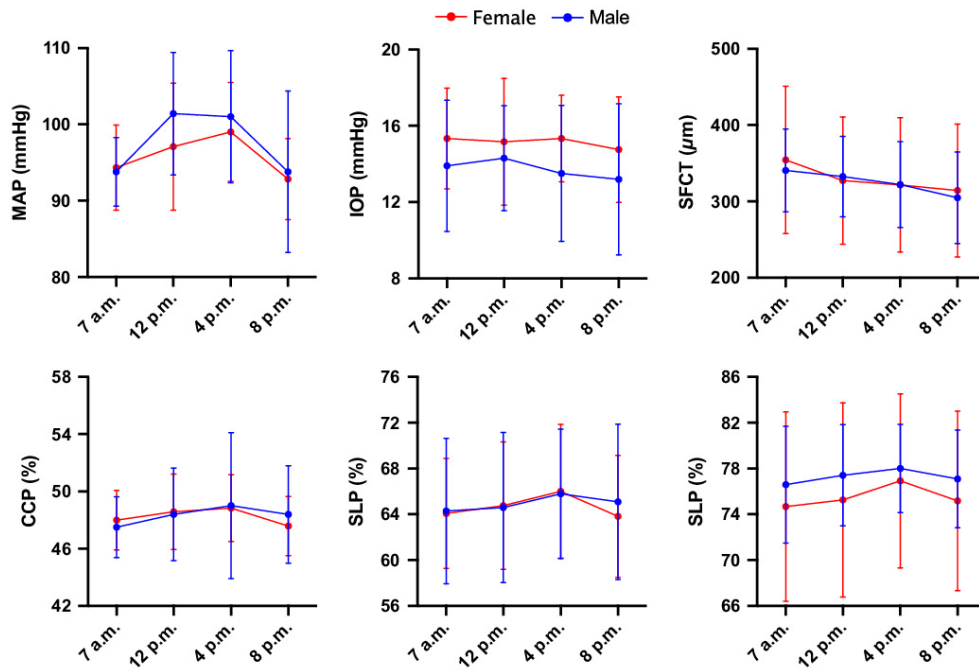 Female Male
MAP (mmHg)
110
100
90
80
7 a.m. 12 p.m. 4 p.m. 8 p.m.
IOP (mmHg)
20
16
12
8
7 a.m. 12 p.m. 4 p.m. 8 p.m.
SFCT (µm)
500
400
300
200
7 a.m. 12 p.m. 4 p.m. 8 p.m.
CCP (%)
58
54
50
46
42
7 a.m. 12 p.m. 4 p.m. 8 p.m.
SLP (%)
76
72
68
64
60
56
7 a.m. 12 p.m. 4 p.m. 8 p.m.
SLP (%)
86
82
78
74
70
66
7 a.m. 12 p.m. 4 p.m. 8 p.m.